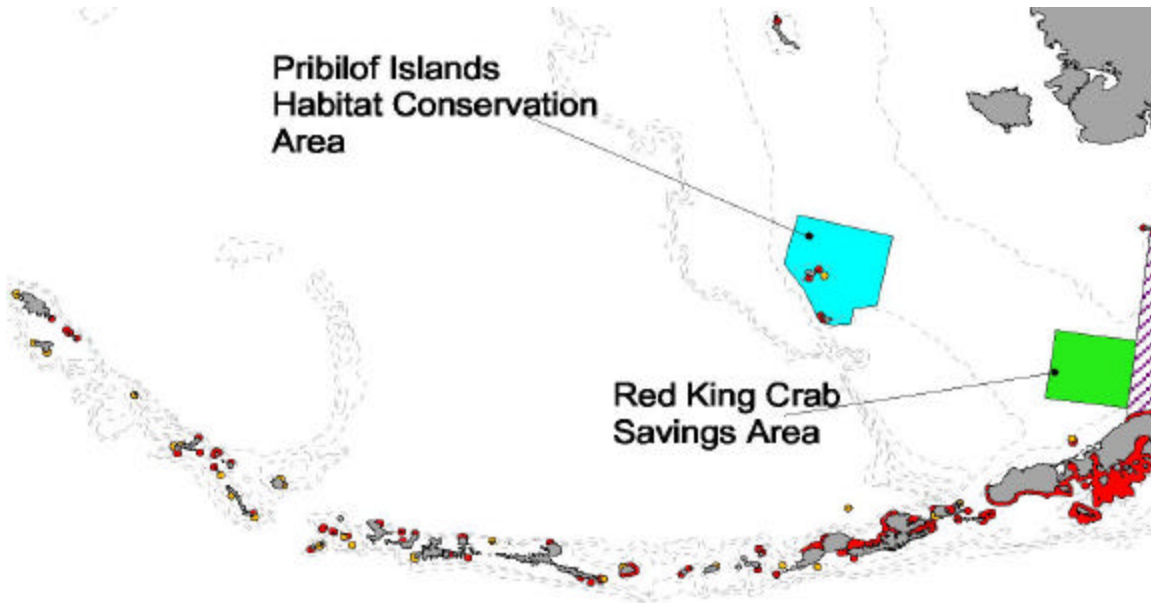 Pribilof Islands
Habitat Conservation
Area
Red King Crab
Savings Area